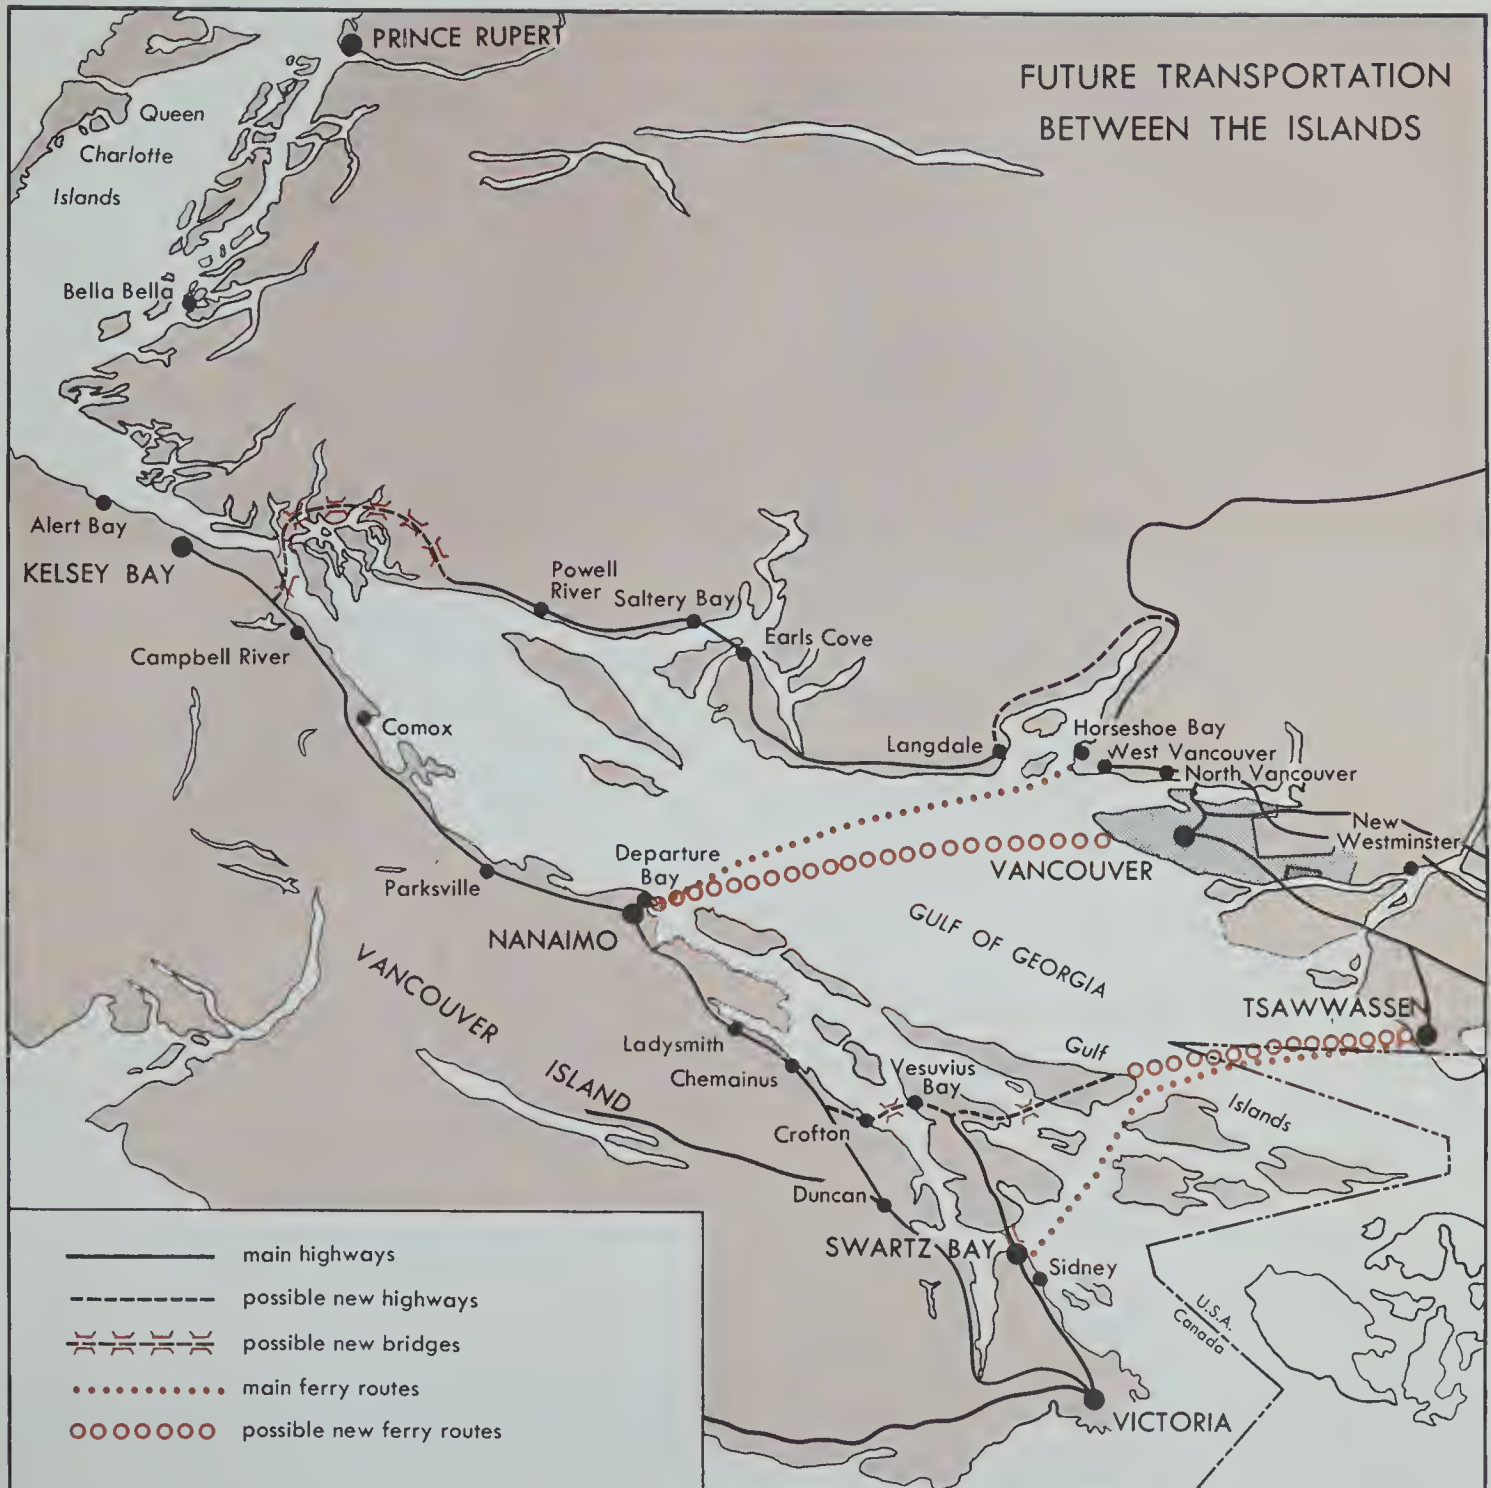 PRINCE RUPERT
FUTURE TRANSPORTATION
BETWEEN THE ISLANDS
Queen
Charlotte
Islands
Bella Bella
Alert Bay
KELSEY BAY
Powell
River
Saltery Bay
Earls Cove
Campbell River
Comox
Langdale
Horseshoe Bay
West Vancouver
North Vancouver
New
Westminster
Departure
Bay
VANCOUVER
Parksville
NANAIMO
GULF OF GEORGIA
VANCOUVER
ISLAND
TSAWWASSEN
Ladysmith
Gulf
Chemainus
Vesuvius
Bay
Islands
Crofton
Duncan
SWARTZ BAY
Sidney
U.S.A.
Canada
VICTORIA
main highways
possible new highways
possible new bridges
main ferry routes
possible new ferry routes